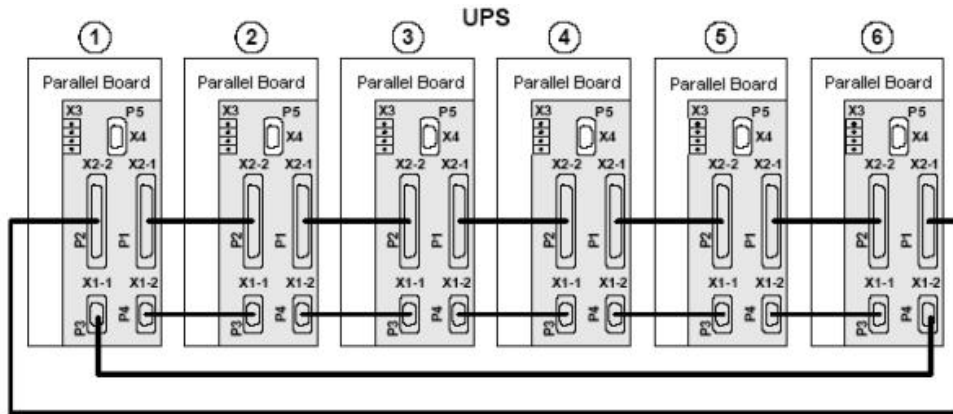 UPS
1 2 3 4 5 6
Parallel Board Parallel Board Parallel Board Parallel Board Parallel Board Parallel Board
X3 P5 X3 P5 X3 P5 X3 P5 X3 P5 X3 P5
X4 X4 X4 X4 X4 X4
X2-2 X2-1 X2-2 X2-1 X2-2 X2-1 X2-2 X2-1 X2-2 X2-1 X2-2 X2-1
P2 P1 P2 P1 P2 P1 P2 P1 P2 P1 P2 P1
X1-1 X1-2 X1-1 X1-2 X1-1 X1-2 X1-1 X1-2 X1-1 X1-2 X1-1 X1-2
P3 P4 P3 P4 P3 P4 P3 P4 P3 P4 P3 P4